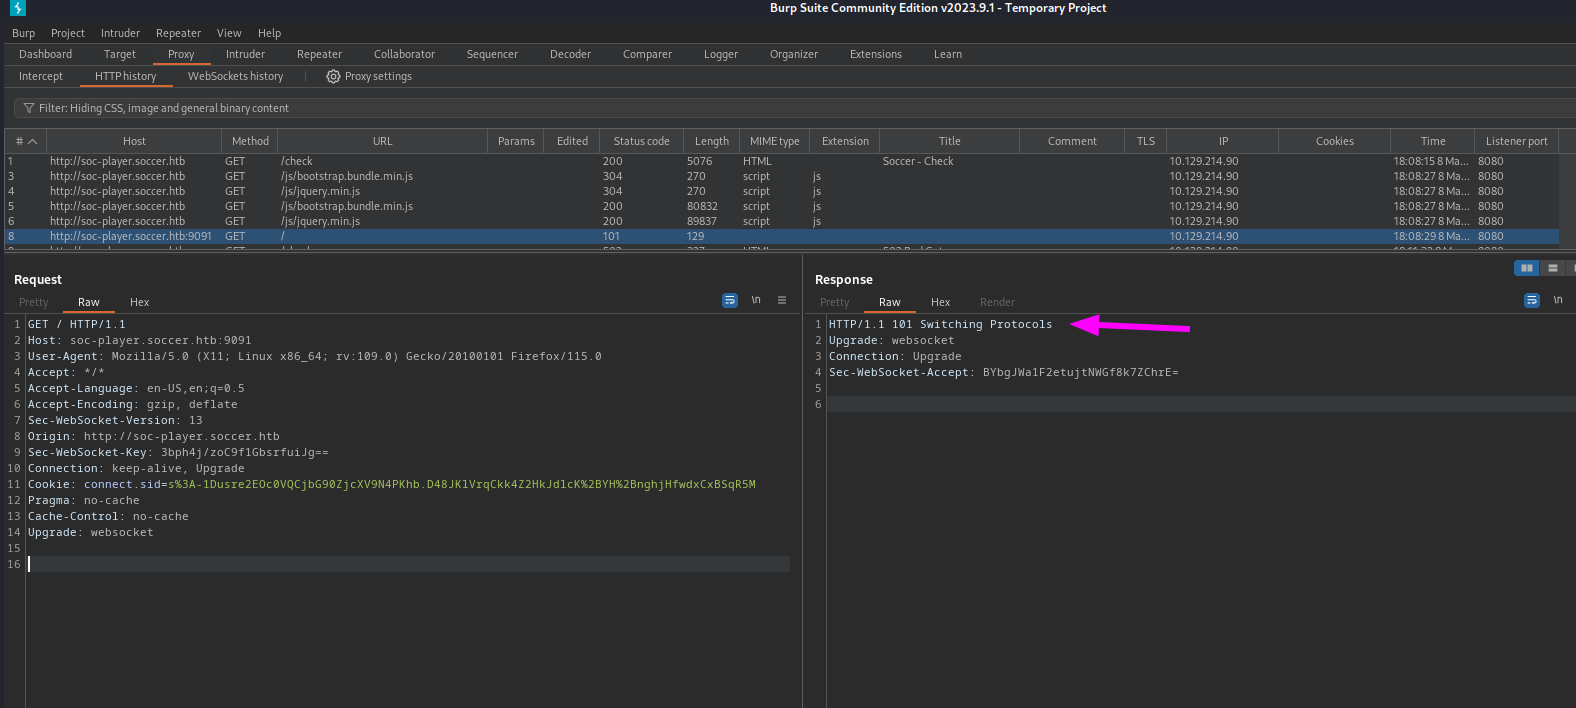 Burp Suite Community Edition v2023.9.1 - Temporary Project
Burp Project Intruder Repeater View Help
Dashboard Target Proxy Intruder Repeater Collaborator Sequencer Decoder Comparer Logger Organizer Extensions Learn
Intercept HTTP history WebSockets history Proxy settings
Filter: Hiding CSS, image and general binary content
# Host Method URL Params Edited Status code Length MIME type Extension Title Comment TLS IP Cookies Time Listener port
1 http://soc-player.soccer.htb GET /check 200 5076 HTML Soccer - Check 10.129.214.90 18:08:15 8 Ma... 8080
3 http://soc-player.soccer.htb GET /js/bootstrap.bundle.min.js 304 270 script js 10.129.214.90 18:08:27 8 Ma... 8080
4 http://soc-player.soccer.htb GET /js/jquery.min.js 304 270 script js 10.129.214.90 18:08:27 8 Ma... 8080
5 http://soc-player.soccer.htb GET /js/bootstrap.bundle.min.js 200 80832 script js 10.129.214.90 18:08:27 8 Ma... 8080
6 http://soc-player.soccer.htb GET /js/jquery.min.js 200 89837 script js 10.129.214.90 18:08:27 8 Ma... 8080
8 http://soc-player.soccer.htb:9091 GET / 101 129 10.129.214.90 18:08:29 8 Ma... 8080
Request
Pretty Raw Hex \n
1 GET / HTTP/1.1
2 Host: soc-player.soccer.htb:9091
3 User-Agent: Mozilla/5.0 (X11; Linux x86_64; rv:109.0) Gecko/20100101 Firefox/115.0
4 Accept: */*
5 Accept-Language: en-US,en;q=0.5
6 Accept-Encoding: gzip, deflate
7 Sec-WebSocket-Version: 13
8 Origin: http://soc-player.soccer.htb
9 Sec-WebSocket-Key: 3bph4j/zoC9f1GbsrfuiJg==
10 Connection: keep-alive, Upgrade
11 Cookie: connect.sid=s%3A-1Dusre2EOc0VQCjbG90ZjcXV9N4PKhb.D48JKlVrqCkk4Z2HkJdlcK%2BYH%2BnghjHfwdxCxBSqR5M
12 Pragma: no-cache
13 Cache-Control: no-cache
14 Upgrade: websocket
15
16
Response
Pretty Raw Hex Render \n
1 HTTP/1.1 101 Switching Protocols
2 Upgrade: websocket
3 Connection: Upgrade
4 Sec-WebSocket-Accept: BYbgJWa1F2etujtNWGf8k7ZChrE=
5
6